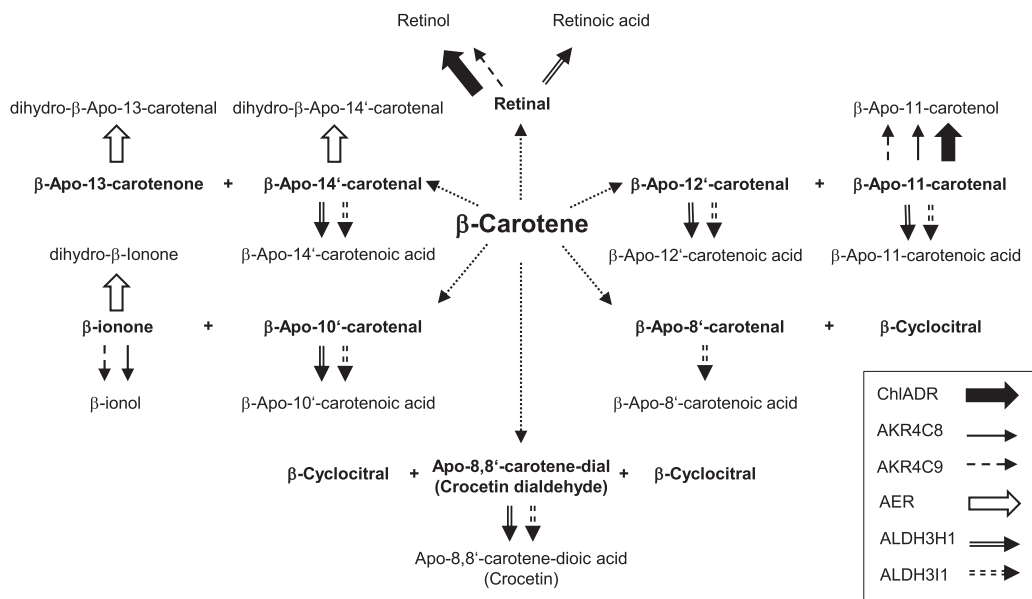 Retinol
Retinoic acid
Retinal
dihydro-β-Apo-13-carotenal
dihydro-β-Apo-14‘-carotenal
β-Apo-11-carotenol
β-Apo-13-carotenone + β-Apo-14‘-carotenal
β-Apo-12‘-carotenal + β-Apo-11-carotenal
β-Carotene
dihydro-β-Ionone
β-Apo-14‘-carotenoic acid
β-Apo-12‘-carotenoic acid
β-Apo-11-carotenoic acid
β-ionone + β-Apo-10‘-carotenal
β-Apo-8‘-carotenal + β-Cyclocitral
β-ionol
β-Apo-10‘-carotenoic acid
β-Apo-8‘-carotenoic acid
β-Cyclocitral + Apo-8,8‘-carotene-dial + β-Cyclocitral
(Crocetin dialdehyde)
Apo-8,8‘-carotene-dioic acid
(Crocetin)
ChlADR
AKR4C8
AKR4C9
AER
ALDH3H1
ALDH3I1